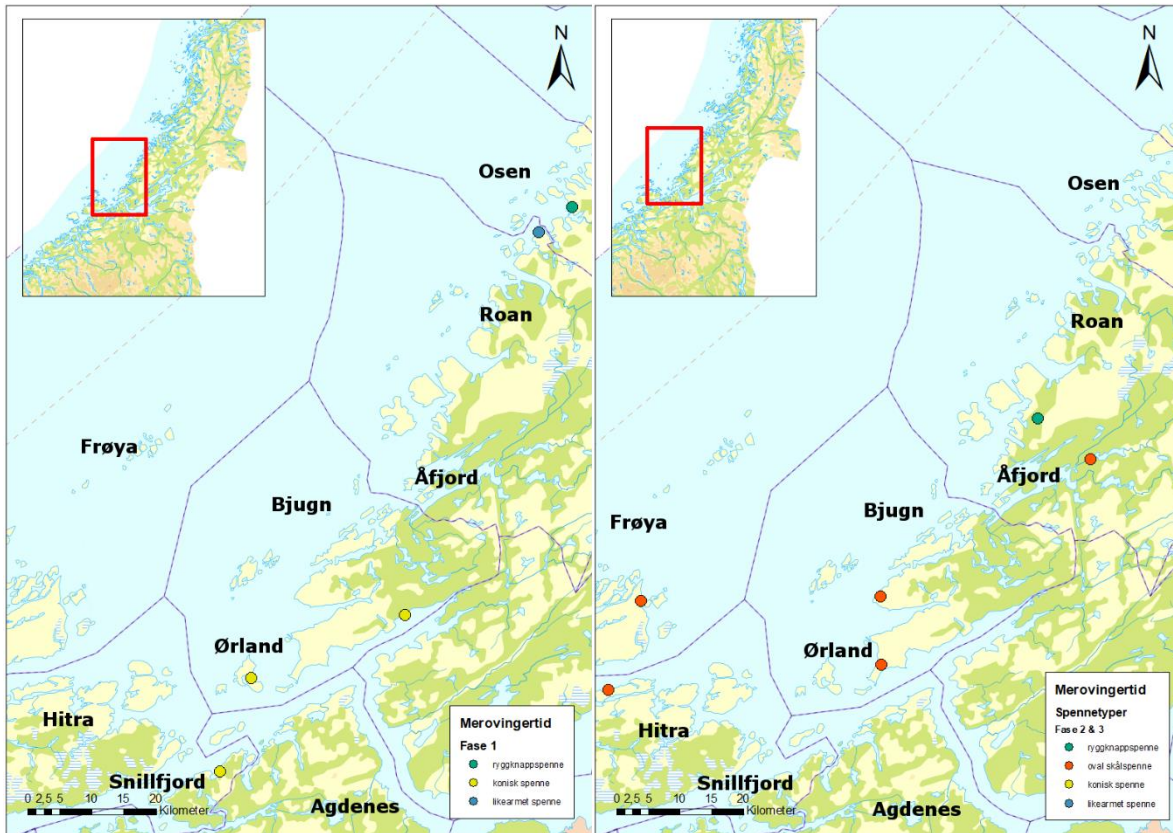 N
Osen
Roan
Frøya
Åfjord
Bjugn
Ørland
Hitra
Snillfjord
Agdenes
0 2,5 5 10 15 20
Kilometer
Merovingertid
Fase 1
ryggknappspenne
konisk spenne
likearmet spenne
N
Osen
Roan
Åfjord
Bjugn
Frøya
Ørland
Hitra
Snillfjord
Agdenes
0 2,5 5 10 15 20
Kilometer
Merovingertid
Spennetyper
Fase 2 & 3
ryggknappspenne
oval skålspenne
konisk spenne
likearmet spenne